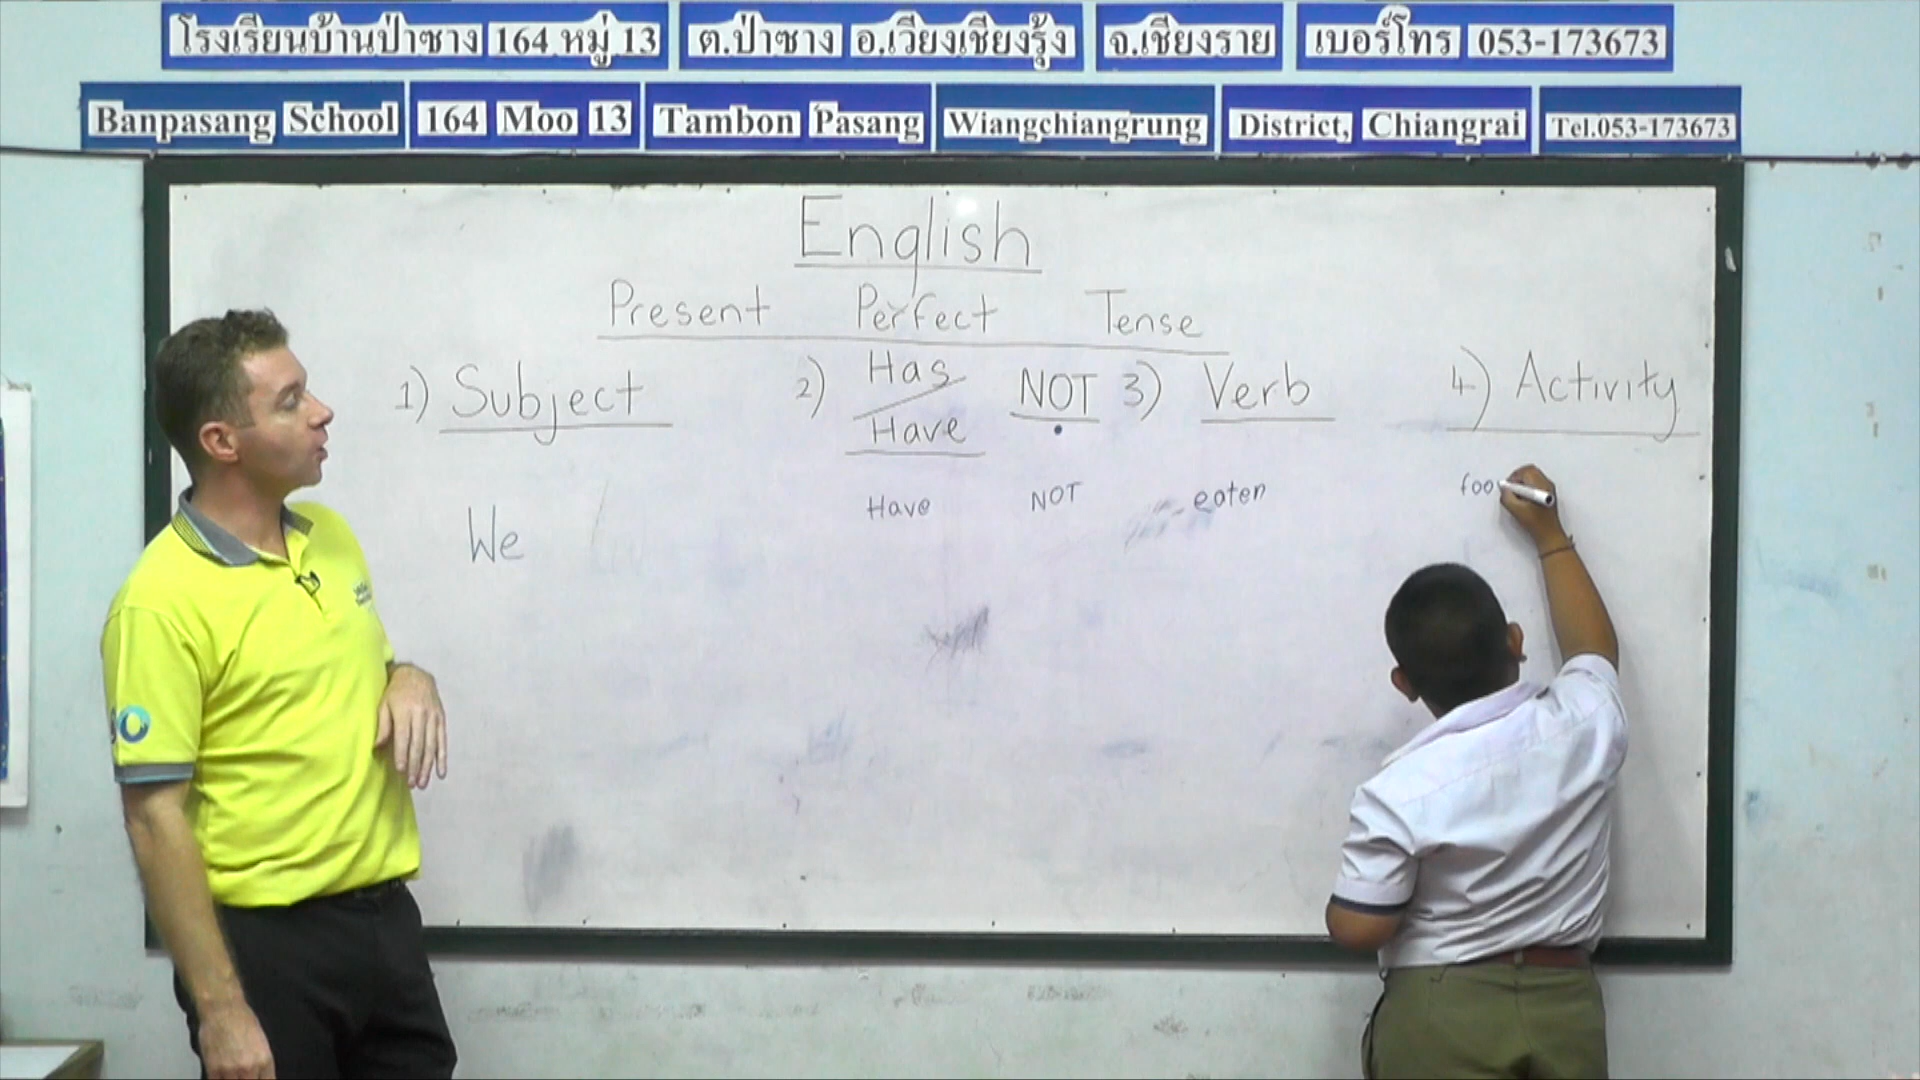 โรงเรียนบ้านป่าซาง 164 หมู่ 13 ต.ป่าซาง อ.เวียงเชียงรุ้ง จ.เชียงราย เบอร์โทร 053-173673
Banpasang School 164 Moo 13 Tambon Pasang Wiangchiangrung District, Chiangrai Tel.053-173673
English
Present Perfect Tense
1) Subject 2) Has/Have NOT 3) Verb 4) Activity
We Have NOT eaten foo